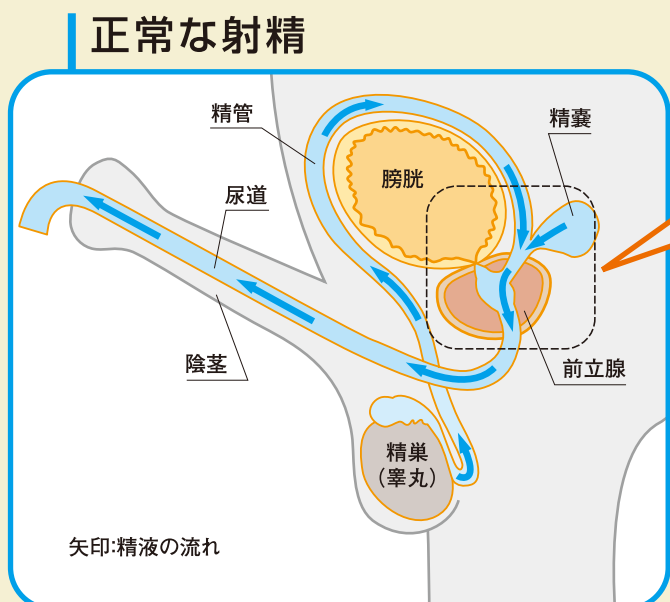 正常な射精
精管
精嚢
膀胱
尿道
陰茎
前立腺
精巣
(睾丸)
矢印:精液の流れ